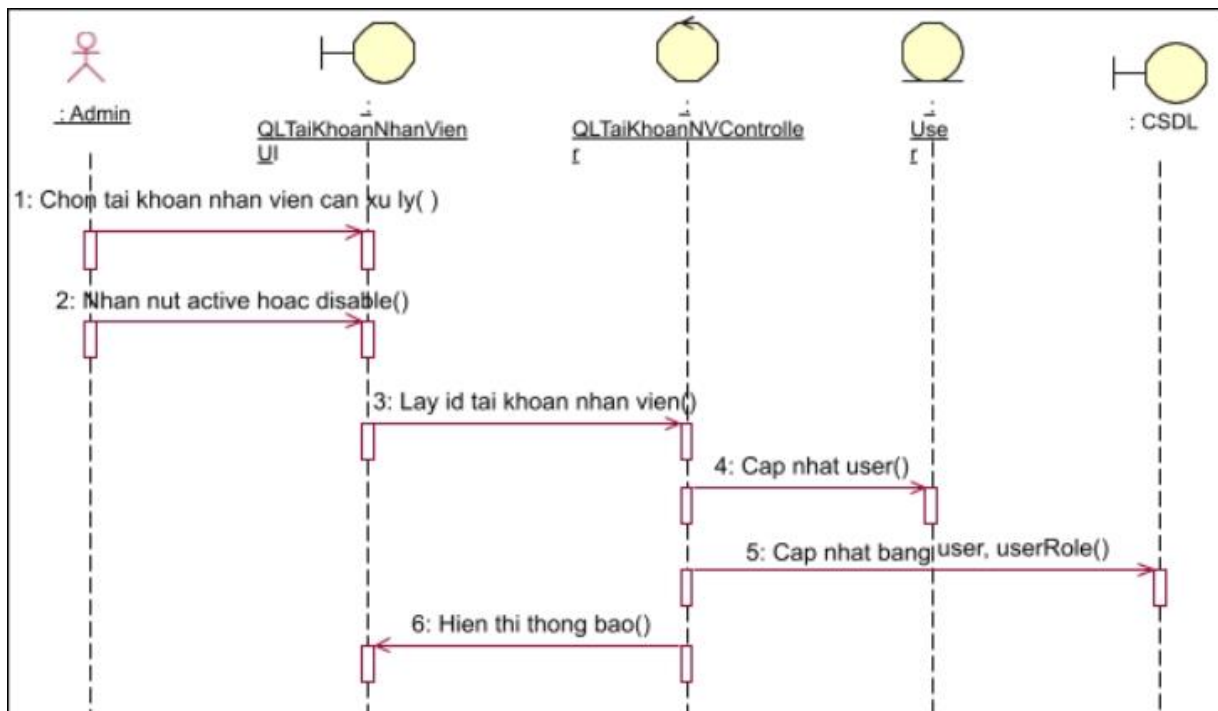 : Admin
:
QLTaiKhoanNhanVien
UI
:
QLTaiKhoanNVControlle
r
:
Use
r
: CSDL
1: Chon tai khoan nhan vien can xu ly( )
2: Nhan nut active hoac disable()
3: Lay id tai khoan nhan vien()
4: Cap nhat user()
5: Cap nhat bang user, userRole()
6: Hien thi thong bao()